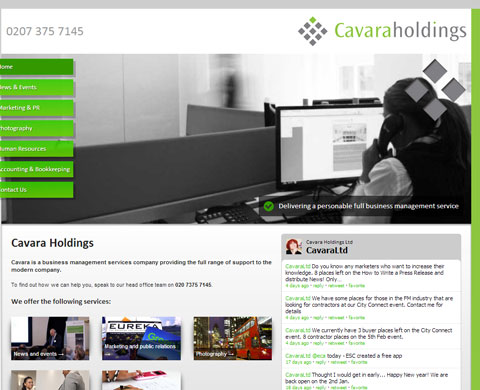 0207 375 7145
Cavaraholdings
Home
News & Events
Marketing & PR
Photography
Human Resources
Accounting & Bookkeeping
Contact Us
Delivering a personable full business management service
Cavara Holdings
Cavara is a business management services company providing the full range of support to the
modern company.
To find out how we can help you, speak to our head office team on 020 7375 7145.
We offer the following services:
News and events →
EUREKA
Marketing and public relations
→
Photography →
Cavara Holdings Ltd
CavaraLtd
CavaraLtd Do you know any marketers who want to increase their
knowledge. 8 places left on the How to Write a Press Release and
distribute News! Only...
4 days ago • reply • retweet • favorite
CavaraLtd We have some places for those in the FM industry that are
looking for contractors at our City Connect event. Contact me for
details
4 days ago • reply • retweet • favorite
CavaraLtd We currently have 3 buyer places left on the City Connect
event. 8 contractor places on the 5th Feb event.
4 days ago • reply • retweet • favorite
today - ESC created a free app
17 days ago • reply • retweet • favorite
CavaraLtd Thought I would get in early.... Happy New Year! We are
back open on the 2nd Jan.
18 days ago • reply • retweet • favorite